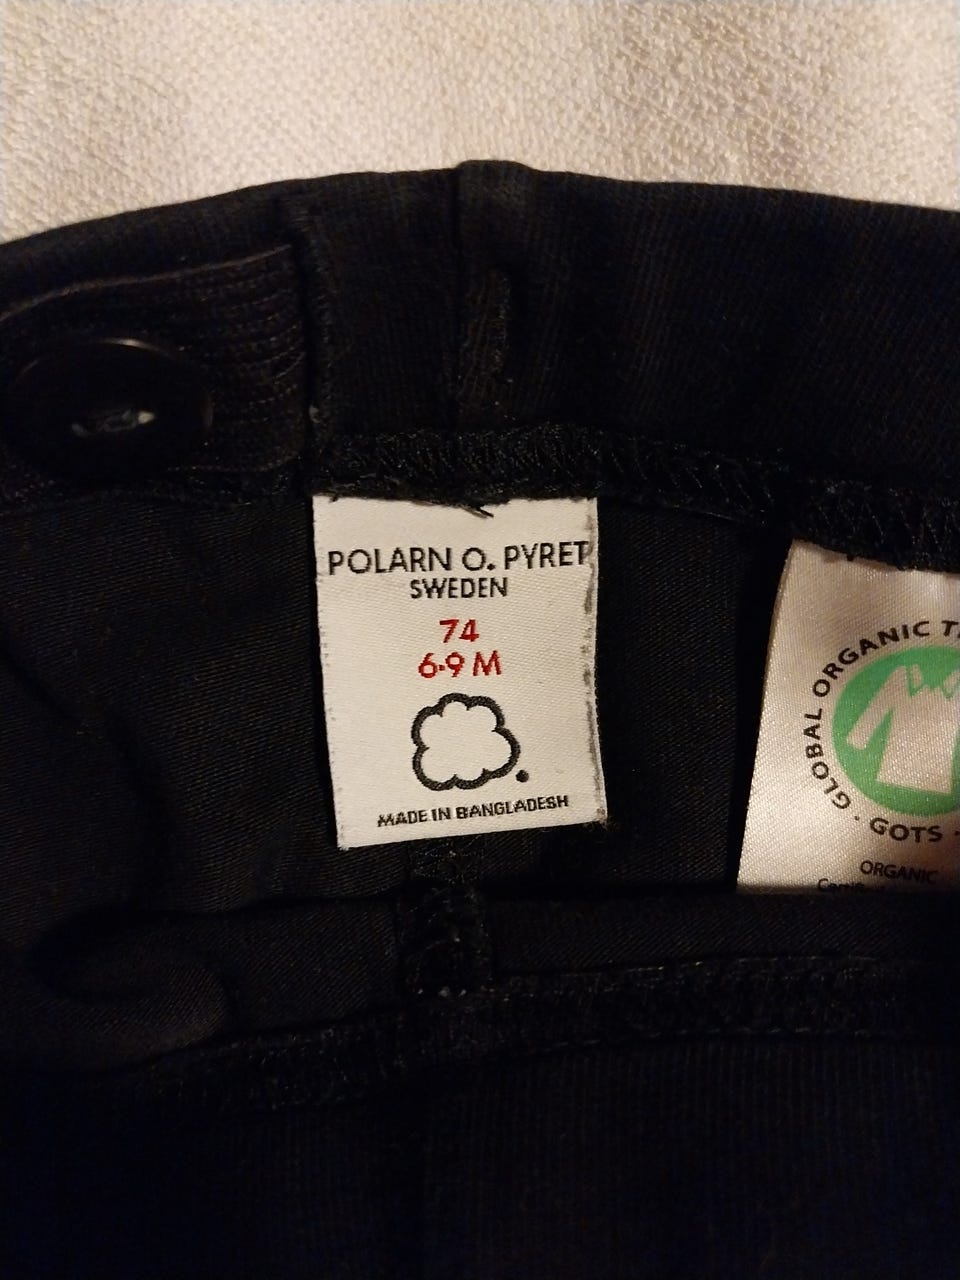 POLARN O. PYRET
SWEDEN
74
6-9 M
MADE IN BANGLADESH
· GLOBAL ORGANIC
· GOTS ·
ORGANIC